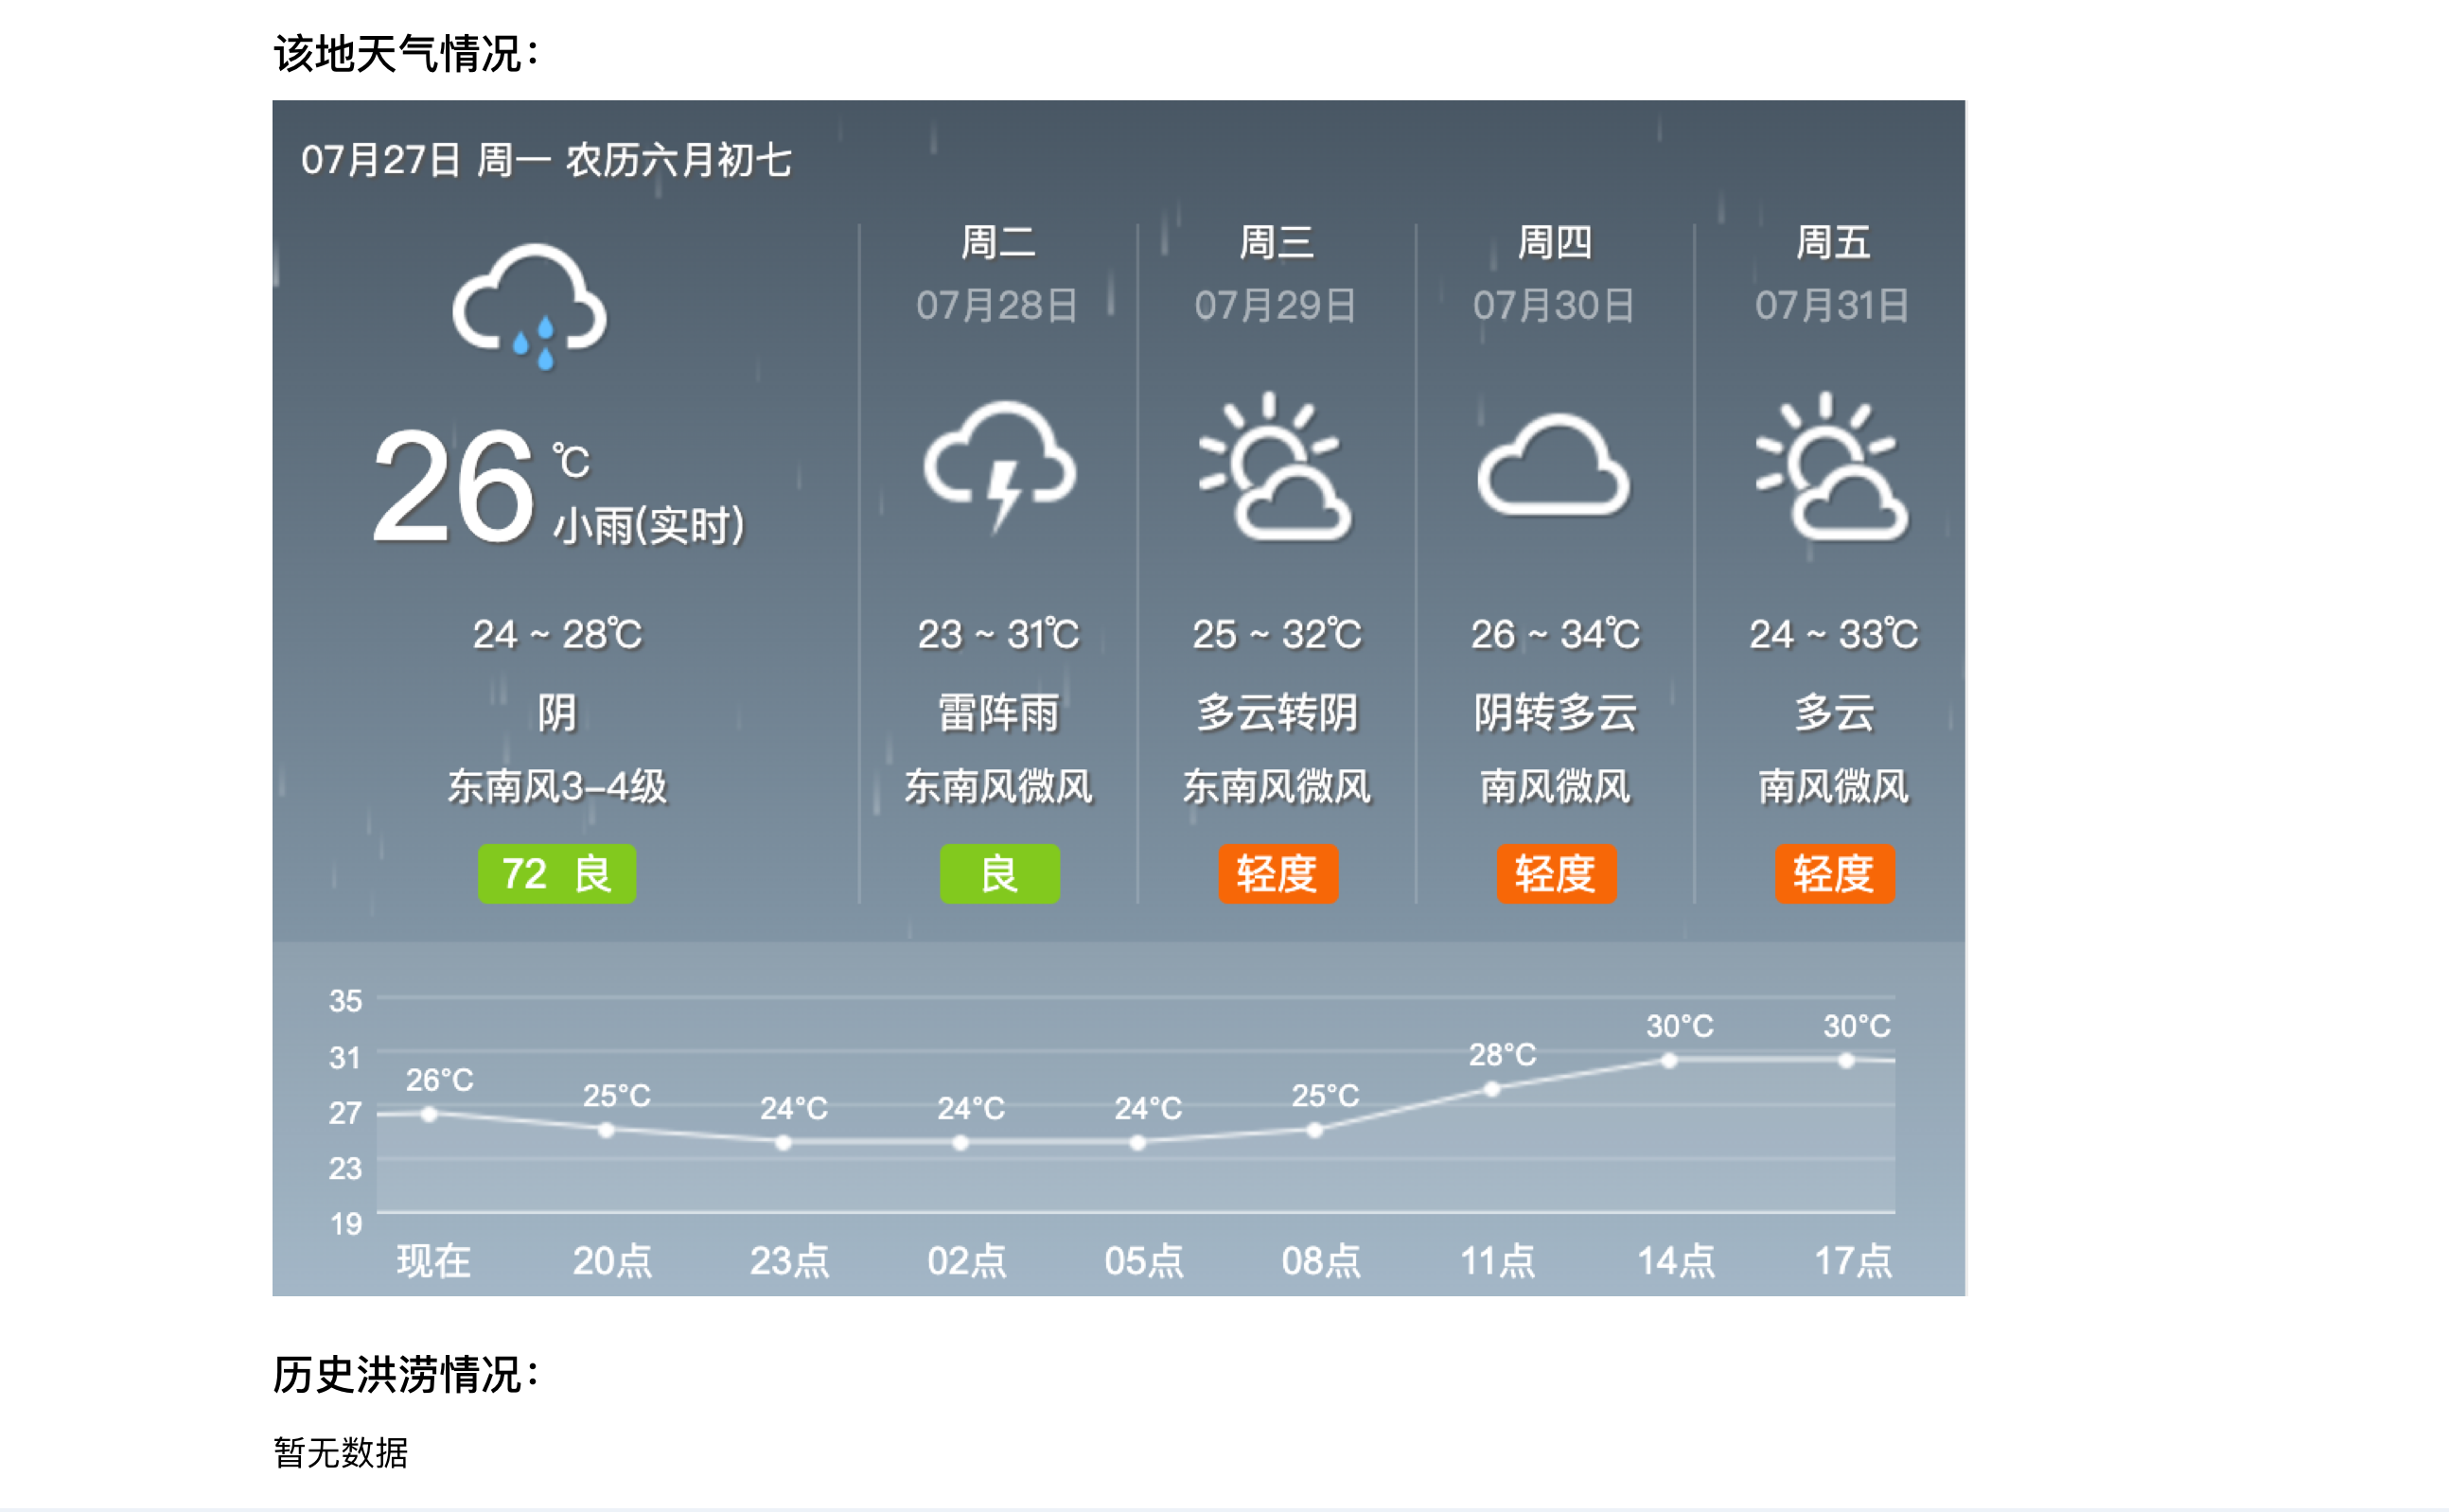 该地天气情况：
07月27日 周一 农历六月初七
周二 周三 周四 周五
07月28日 07月29日 07月30日 07月31日
26 ℃
小雨(实时)
24 ~ 28℃ 23 ~ 31℃ 25 ~ 32℃ 26 ~ 34℃ 24 ~ 33℃
阴 雷阵雨 多云转阴 阴转多云 多云
东南风3-4级 东南风微风 东南风微风 南风微风 南风微风
72 良 良 轻度 轻度 轻度
35
31
27
23
19
26°C 25°C 24°C 24°C 24°C 25°C 28°C 30°C 30°C
现在 20点 23点 02点 05点 08点 11点 14点 17点
历史洪涝情况：
暂无数据